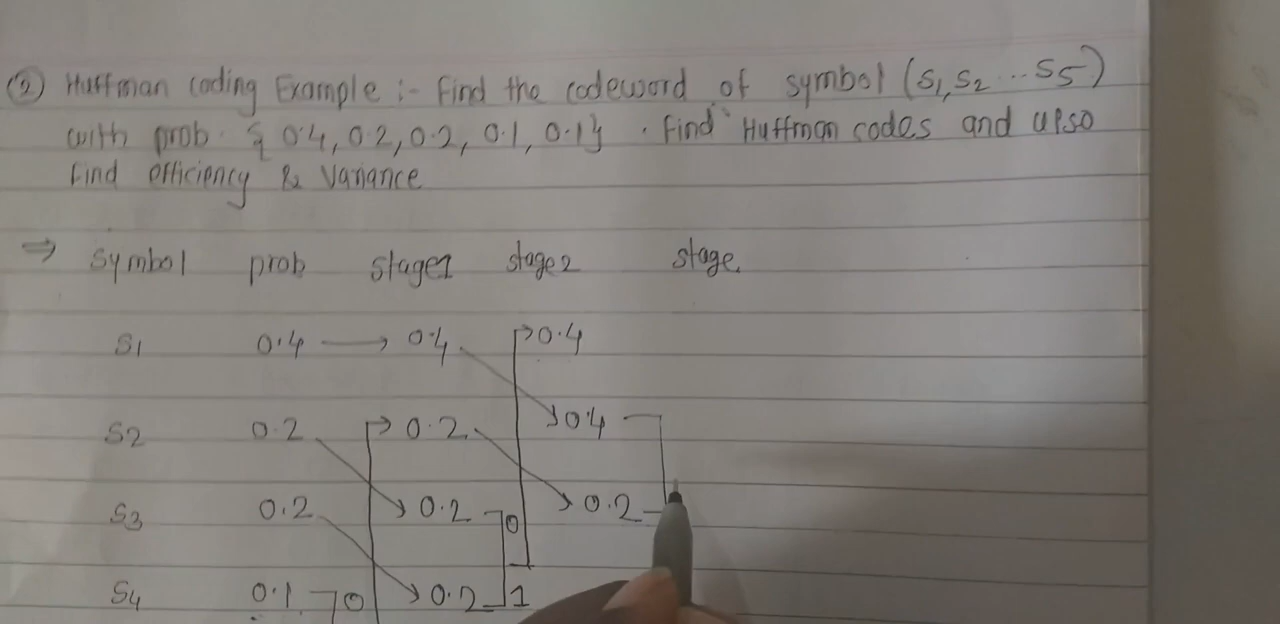 (2) Huffman Coding Example :- Find the codeword of symbol (S1, S2 ... S5)
with prob. { 0.4, 0.2, 0.2, 0.1, 0.1}. Find Huffman codes and also
find efficiency & Variance
⇒ symbol prob stage1 stage2 stage
S1 0.4 → 0.4 0.4
S2 0.2 0.2 0.4
S3 0.2 0.2 0 0.2
S4 0.1 0 0.2 1